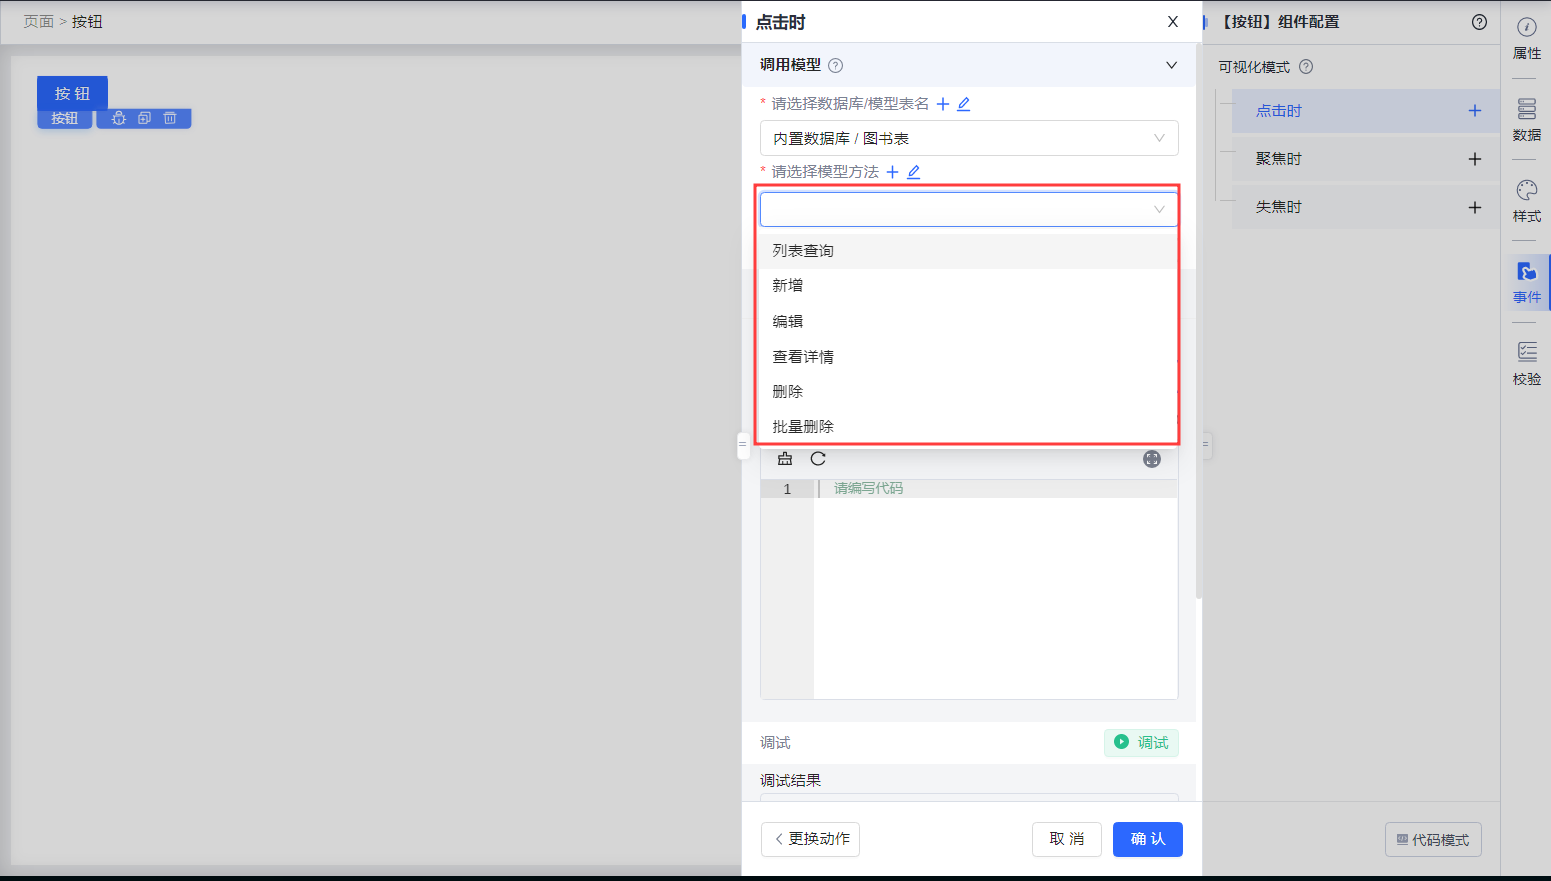 页面 > 按钮
按 钮
按钮
点击时
X
调用模型
* 请选择数据库/模型表名
内置数据库 / 图书表
* 请选择模型方法
列表查询
新增
编辑
查看详情
删除
批量删除
1
请编写代码
调试
调试
调试结果
更换动作
取 消
确 认
【按钮】组件配置
可视化模式
点击时
聚焦时
失焦时
代码模式
属性
数据
样式
事件
校验